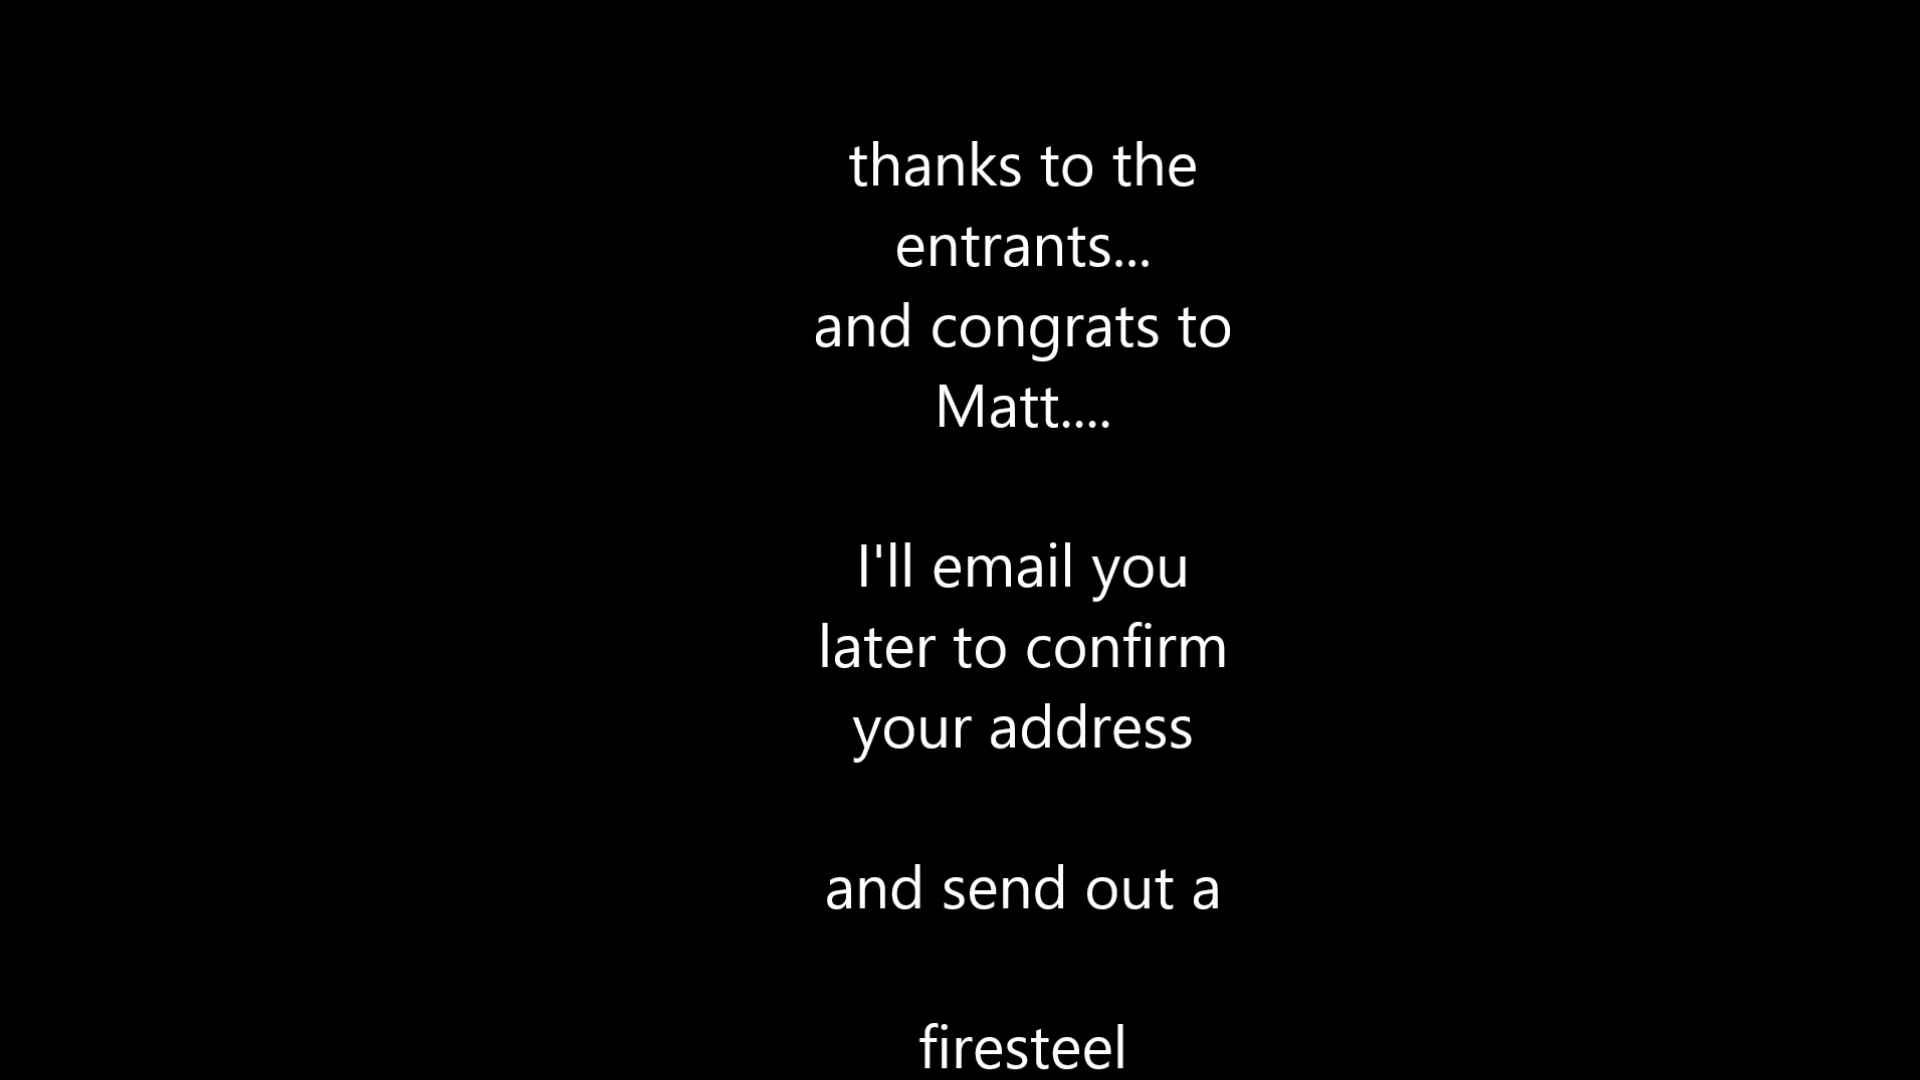 thanks to the
entrants...
and congrats to
Matt....
I'll email you
later to confirm
your address
and send out a
firesteel